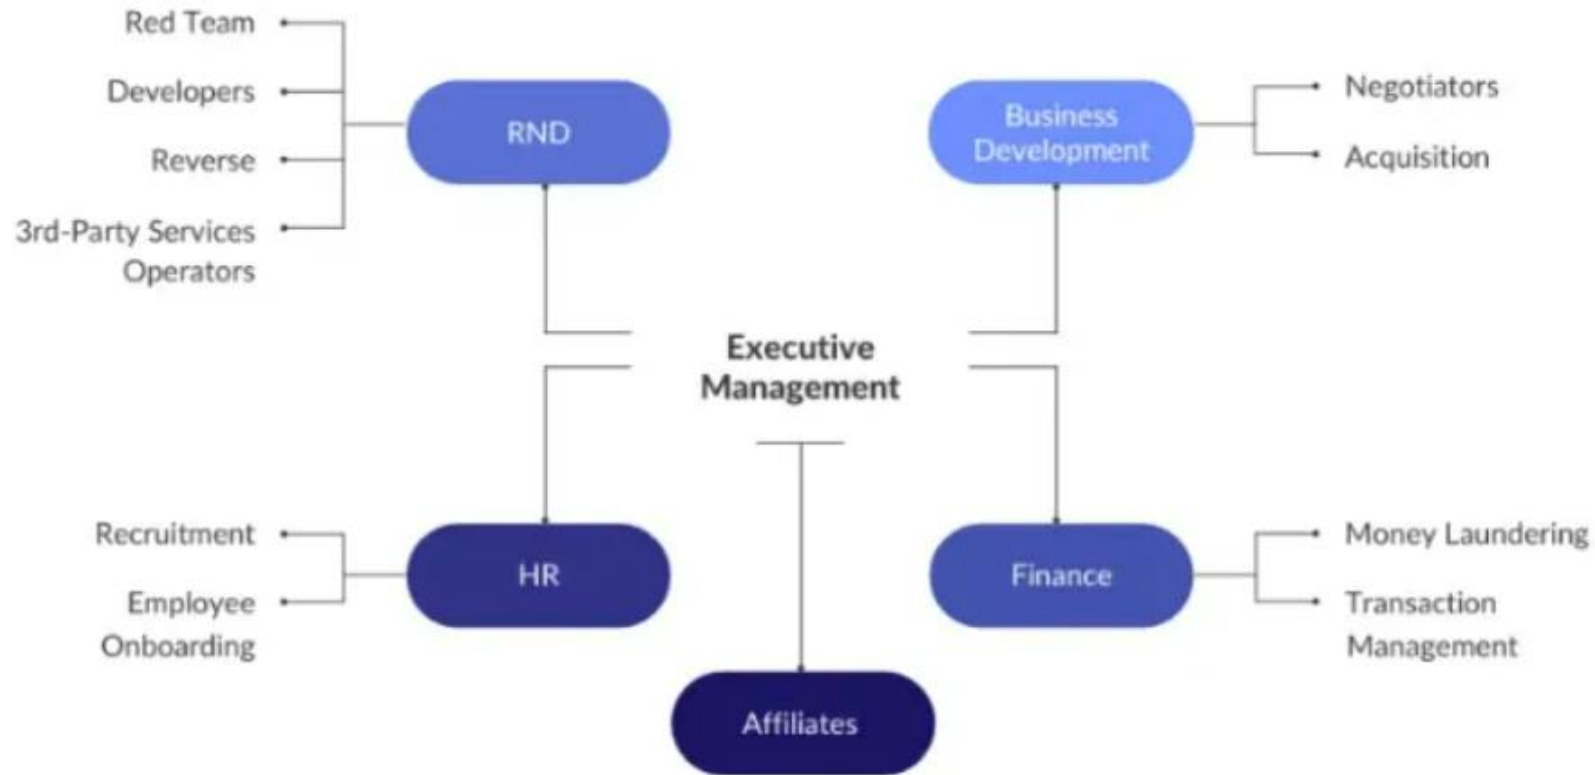 Red Team
Developers
Reverse
3rd-Party Services
Operators
RND
Business
Development
Negotiators
Acquisition
Executive
Management
Recruitment
Employee
Onboarding
HR
Finance
Money Laundering
Transaction
Management
Affiliates